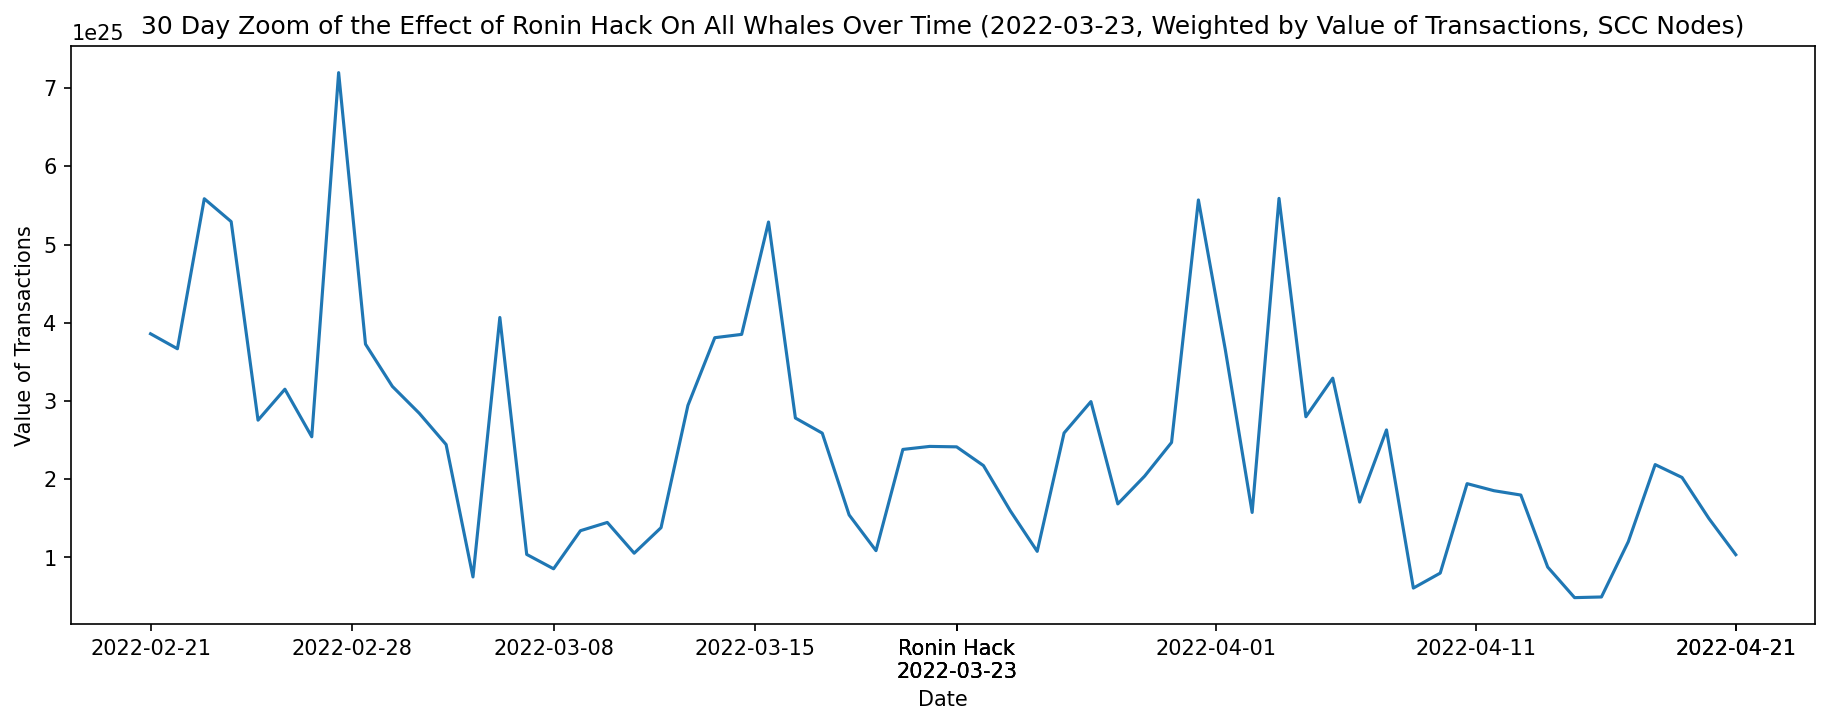 30 Day Zoom of the Effect of Ronin Hack On All Whales Over Time (2022-03-23, Weighted by Value of Transactions, SCC Nodes)
1e25
7
6
5
4
3
2
1
Value of Transactions
2022-02-21 2022-02-28 2022-03-08 2022-03-15 Ronin Hack 2022-04-01 2022-04-11 2022-04-21
2022-03-23
Date